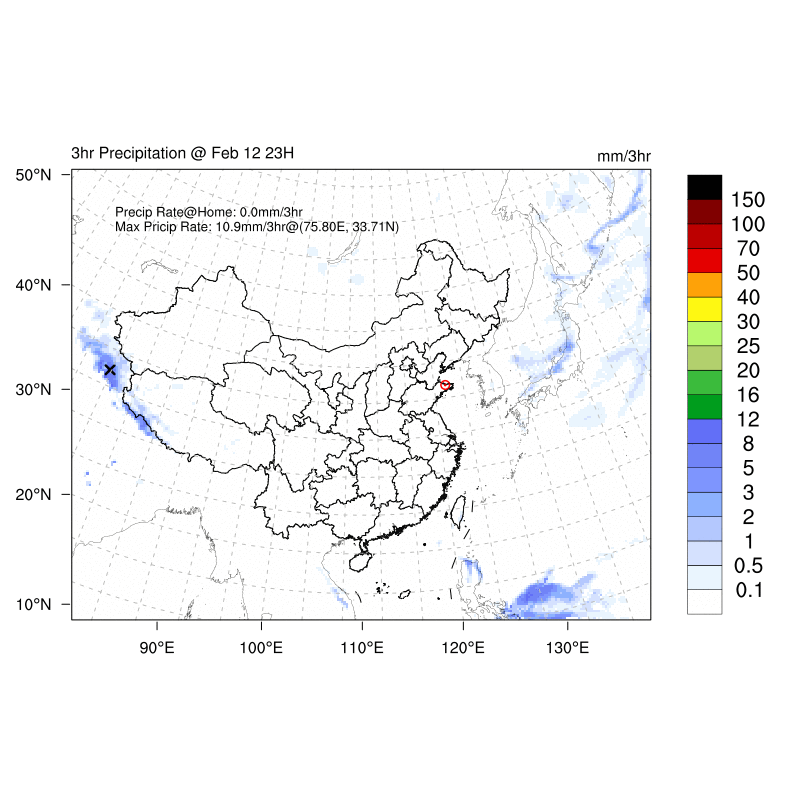 3hr Precipitation @ Feb 12 23H
mm/3hr
Precip Rate@Home: 0.0mm/3hr
Max Pricip Rate: 10.9mm/3hr@(75.80E, 33.71N)
50°N
40°N
30°N
20°N
10°N
90°E
100°E
110°E
120°E
130°E
150
100
70
50
40
30
25
20
16
12
8
5
3
2
1
0.5
0.1